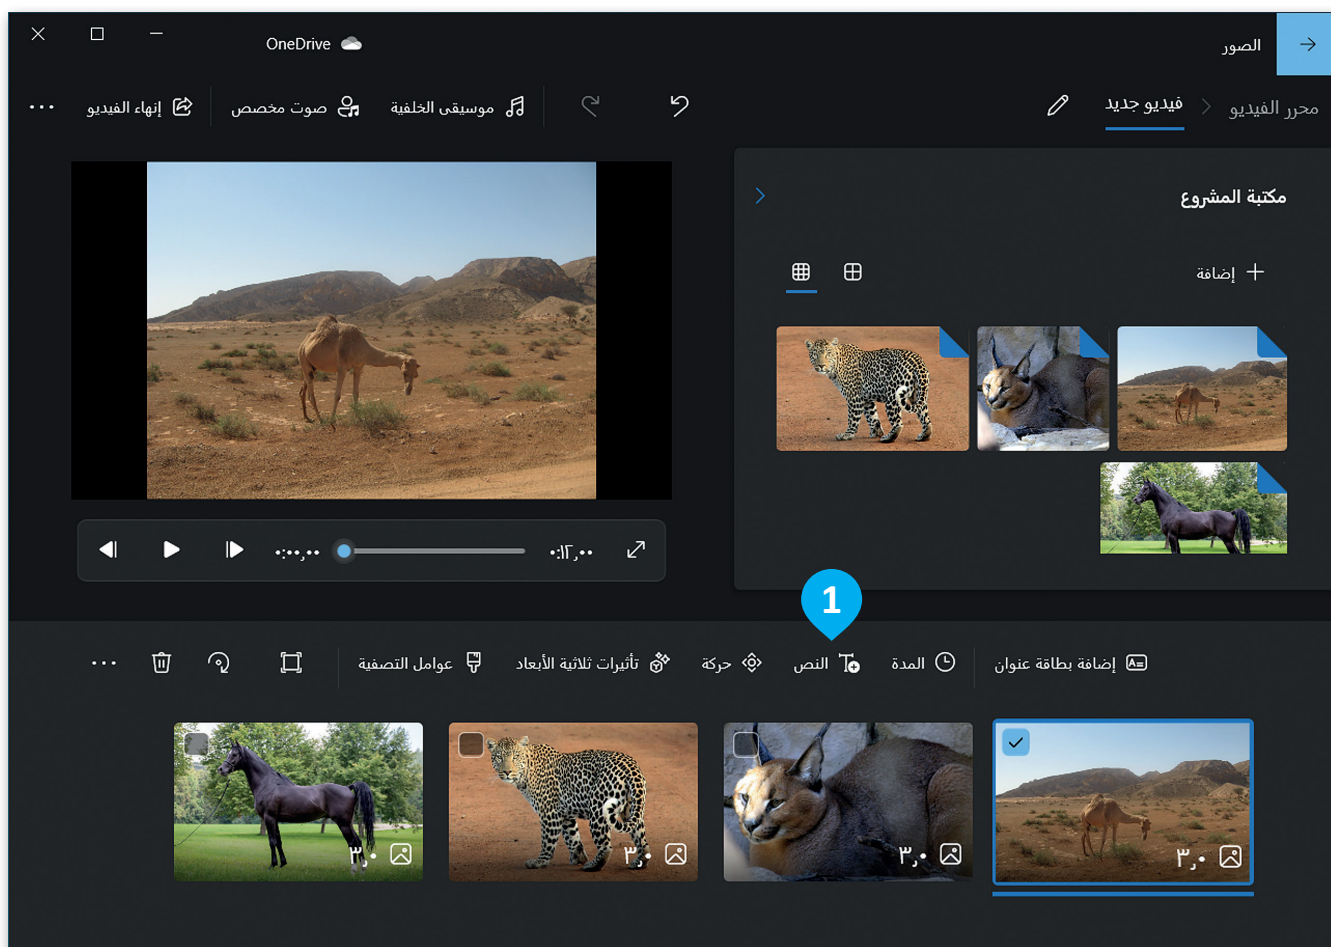 الصور
OneDrive
محرر الفيديو
فيديو جديد
موسيقى الخلفية
صوت مخصص
إنهاء الفيديو
مكتبة المشروع
إضافة
٠:٠٠٫٠٠
٠:١٢٫٠٠
1
إضافة بطاقة عنوان
المدة
النص
حركة
تأثيرات ثلاثية الأبعاد
عوامل التصفية
٣٫٠
٣٫٠
٣٫٠
٣٫٠